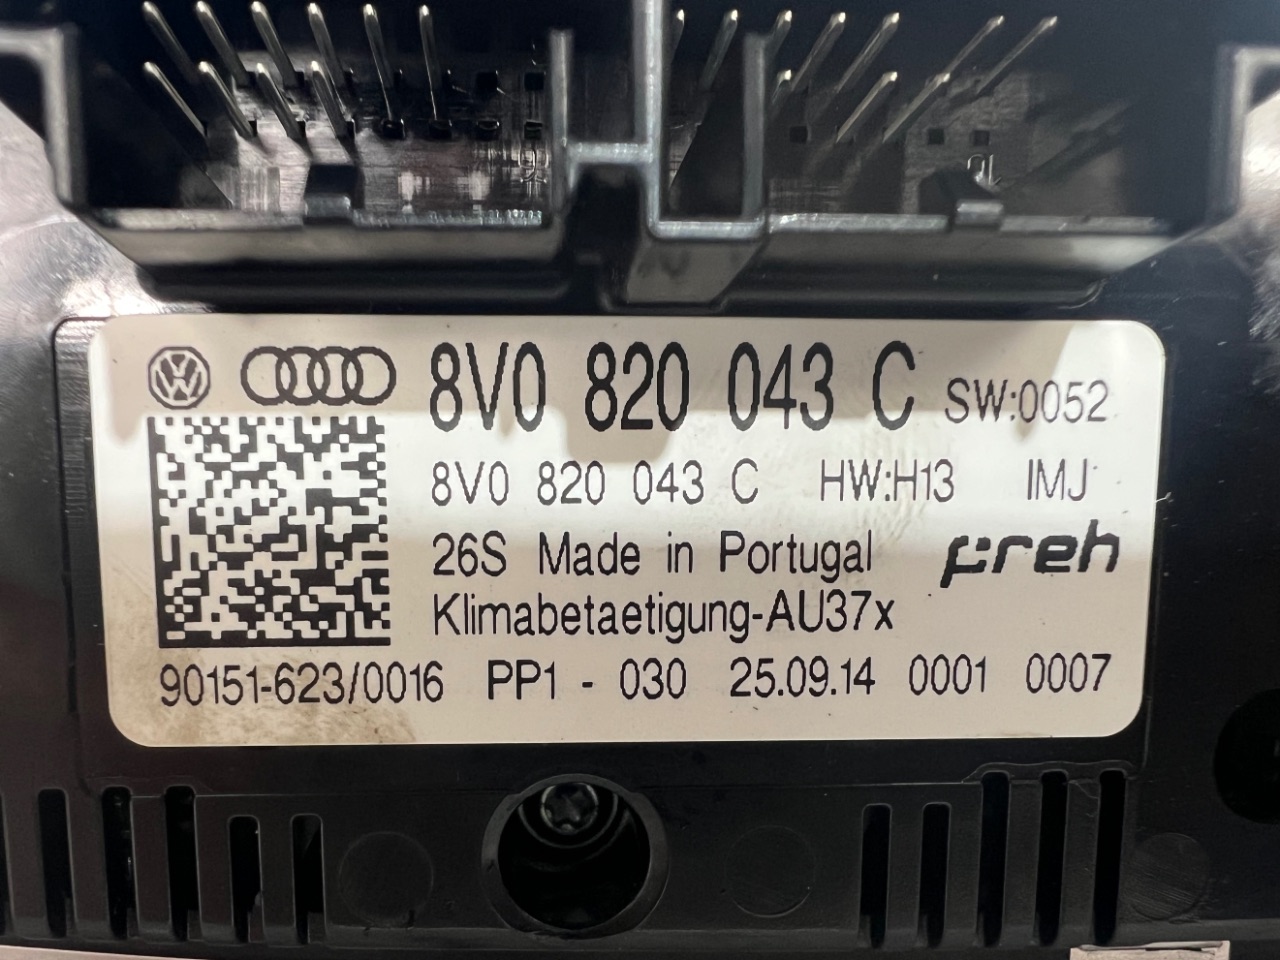 8V0 820 043 C SW:0052
8V0 820 043 C HW:H13 IMJ
26S Made in Portugal preh
Klimabetaetigung-AU37x
90151-623/0016 PP1 - 030 25.09.14 0001 0007